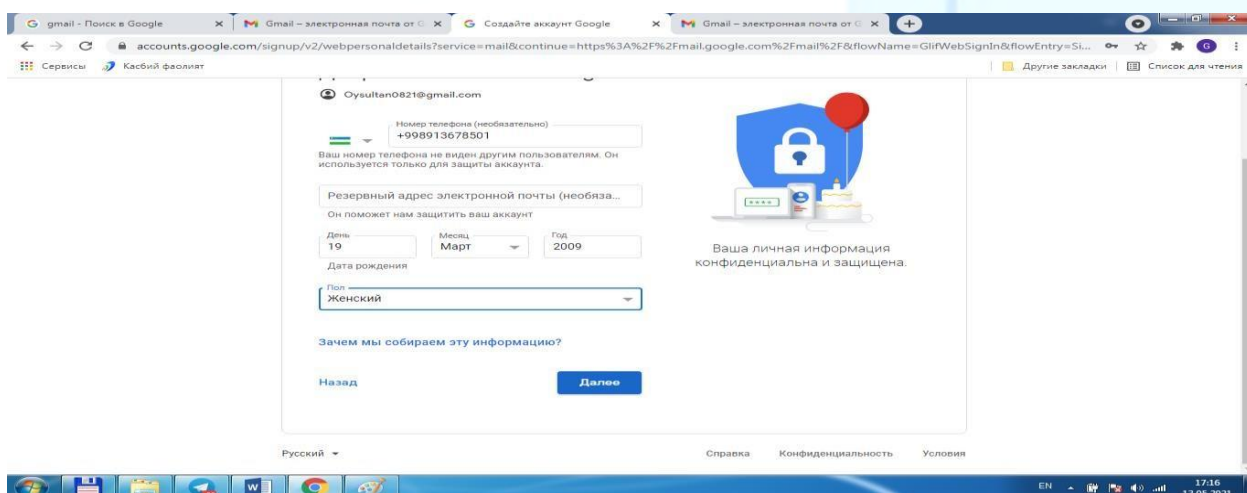 gmail - Поиск в Google
Gmail – электронная почта от G
Создайте аккаунт Google
Gmail – электронная почта от G
accounts.google.com/signup/v2/webpersonaldetails?service=mail&continue=https%3A%2F%2Fmail.google.com%2Fmail%2F&flowName=GlifWebSignIn&flowEntry=Si...
G
Сервисы
Касбий фаолият
Другие закладки
Список для чтения
Oysultan0821@gmail.com
Номер телефона (необязательно)
+998913678501
Ваш номер телефона не виден другим пользователям. Он
используется только для защиты аккаунта.
Резервный адрес электронной почты (необяза...
Он поможет нам защитить ваш аккаунт
День
Месяц
Год
19
Март
2009
Дата рождения
Пол
Женский
Ваша личная информация
конфиденциальна и защищена.
Зачем мы собираем эту информацию?
Назад
Далее
Русский
Справка
Конфиденциальность
Условия
EN
17:16